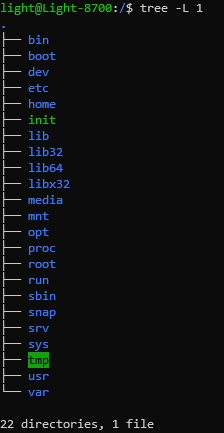 light@Light-8700:/$ tree -L 1
.
├── bin
├── boot
├── dev
├── etc
├── home
├── init
├── lib
├── lib32
├── lib64
├── libx32
├── media
├── mnt
├── opt
├── proc
├── root
├── run
├── sbin
├── snap
├── srv
├── sys
├── tmp
├── usr
└── var
22 directories, 1 file